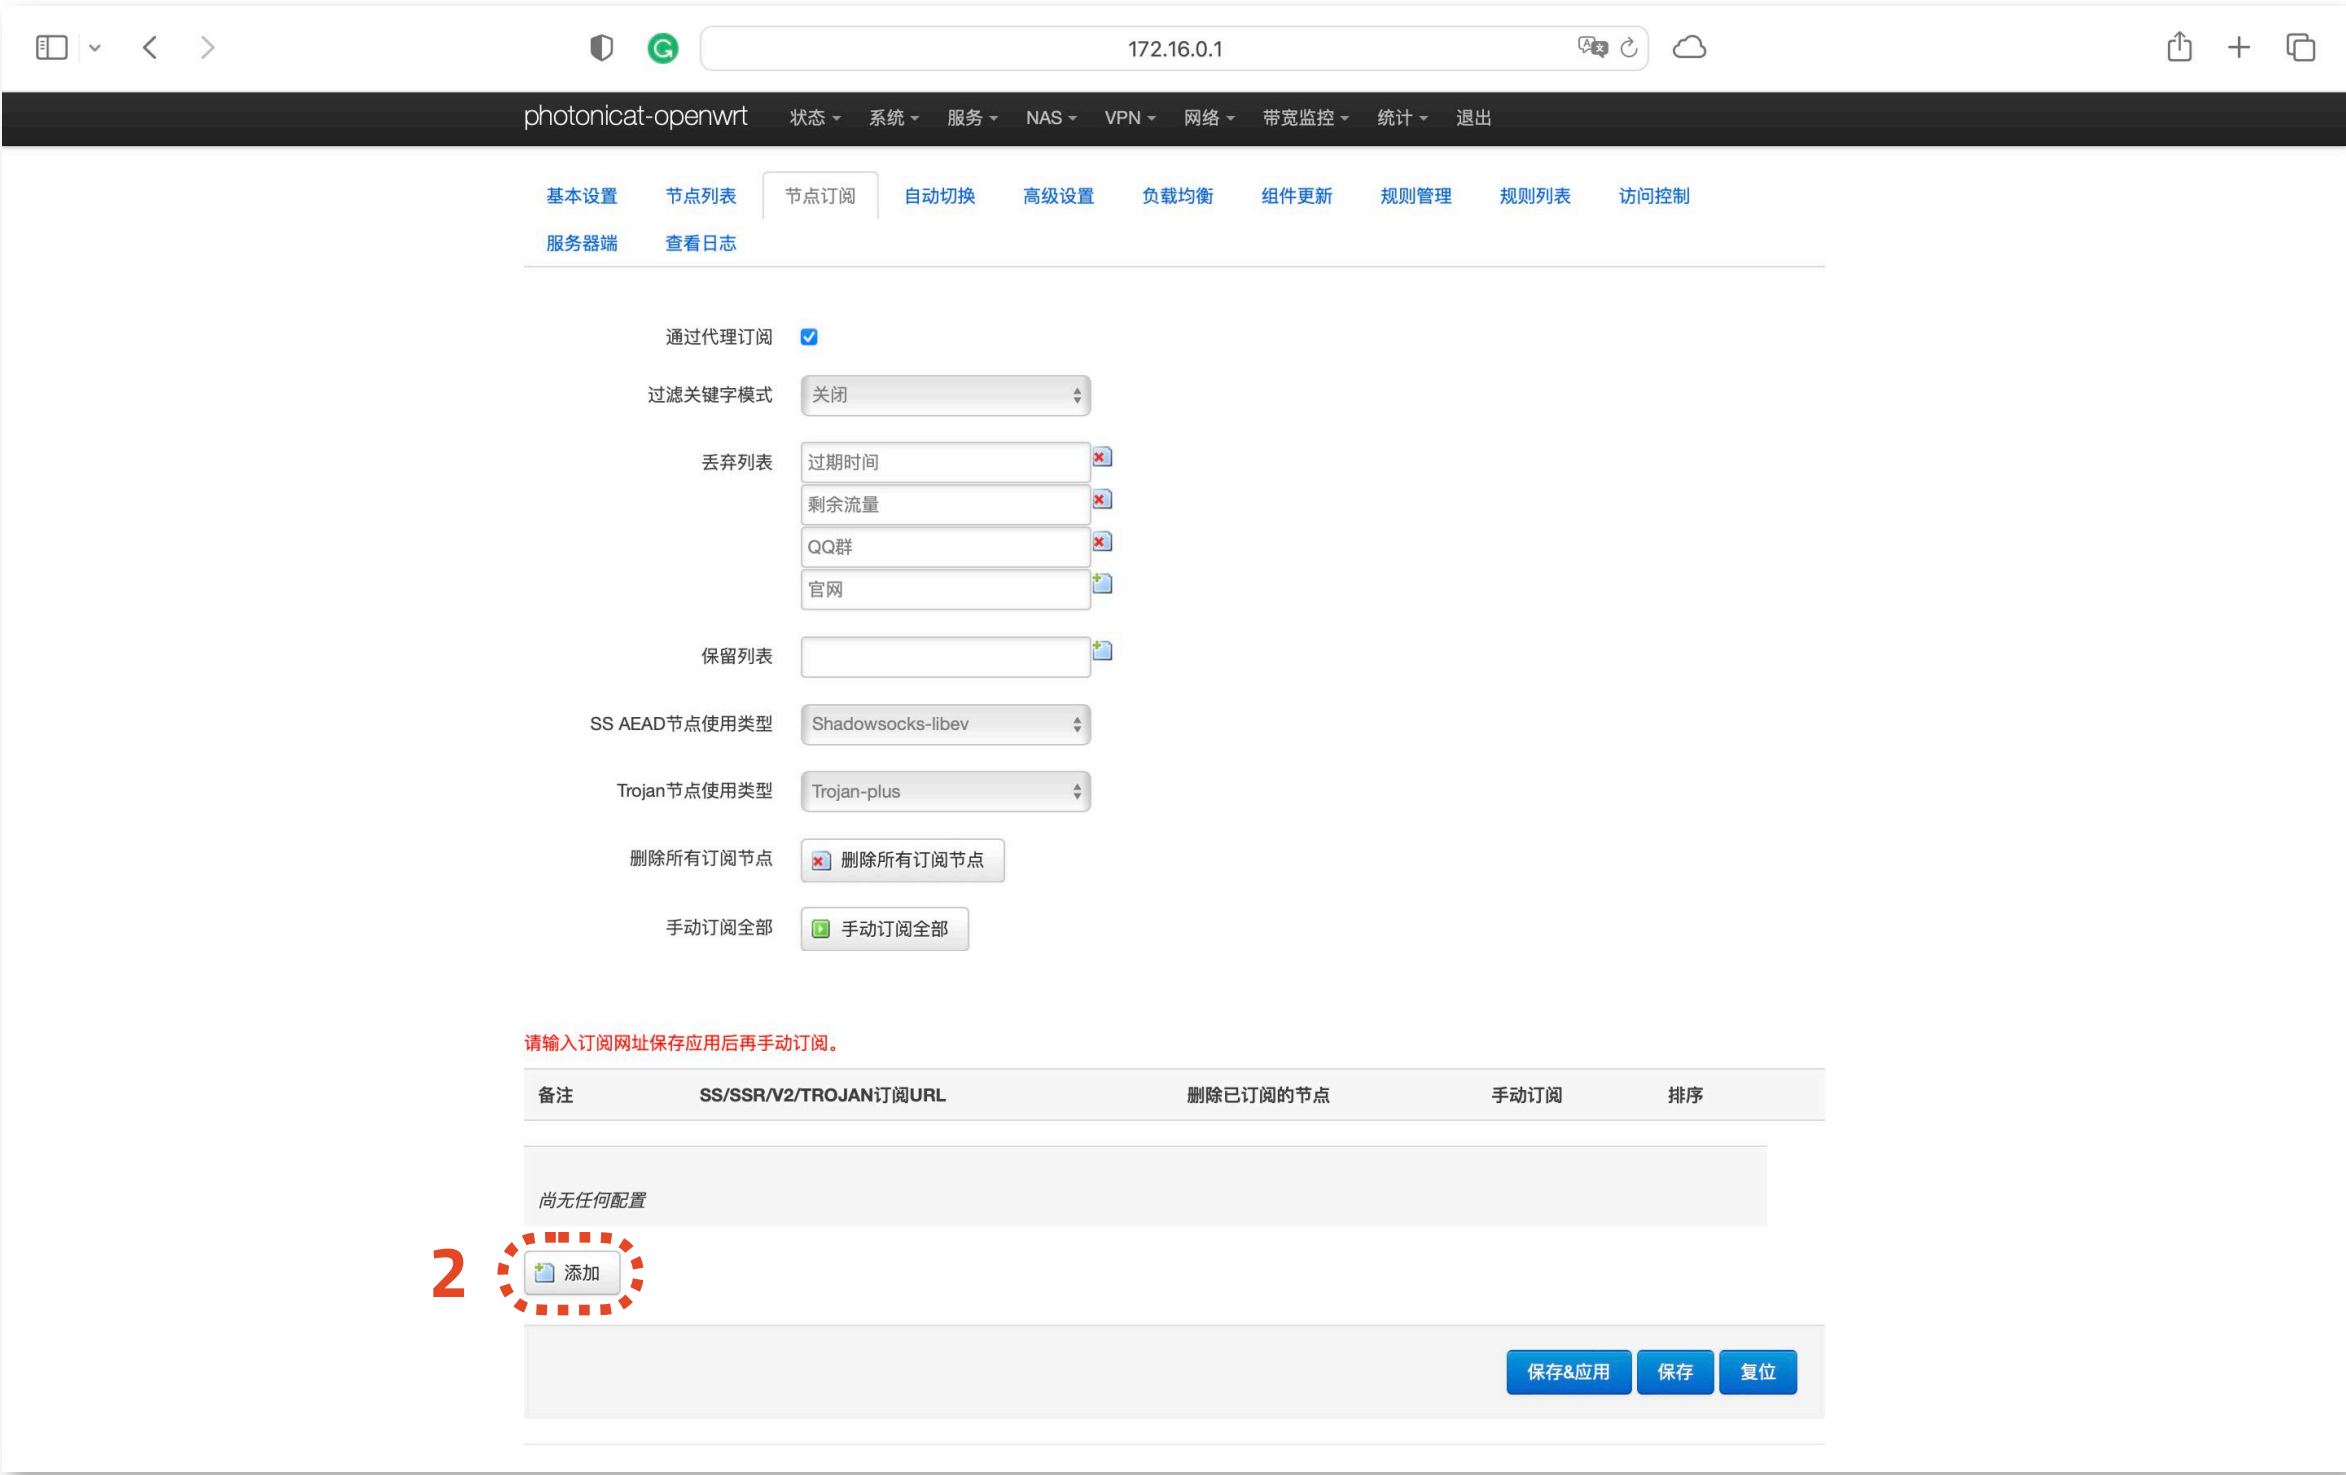 172.16.0.1
photonicat-openwrt 状态 系统 服务 NAS VPN 网络 带宽监控 统计 退出
基本设置 节点列表 节点订阅 自动切换 高级设置 负载均衡 组件更新 规则管理 规则列表 访问控制
服务器端 查看日志
通过代理订阅
过滤关键字模式 关闭
丢弃列表 过期时间
剩余流量
QQ群
官网
保留列表
SS AEAD节点使用类型 Shadowsocks-libev
Trojan节点使用类型 Trojan-plus
删除所有订阅节点 删除所有订阅节点
手动订阅全部 手动订阅全部
请输入订阅网址保存应用后再手动订阅。
备注 SS/SSR/V2/TROJAN订阅URL 删除已订阅的节点 手动订阅 排序
尚无任何配置
2 添加
保存&应用 保存 复位